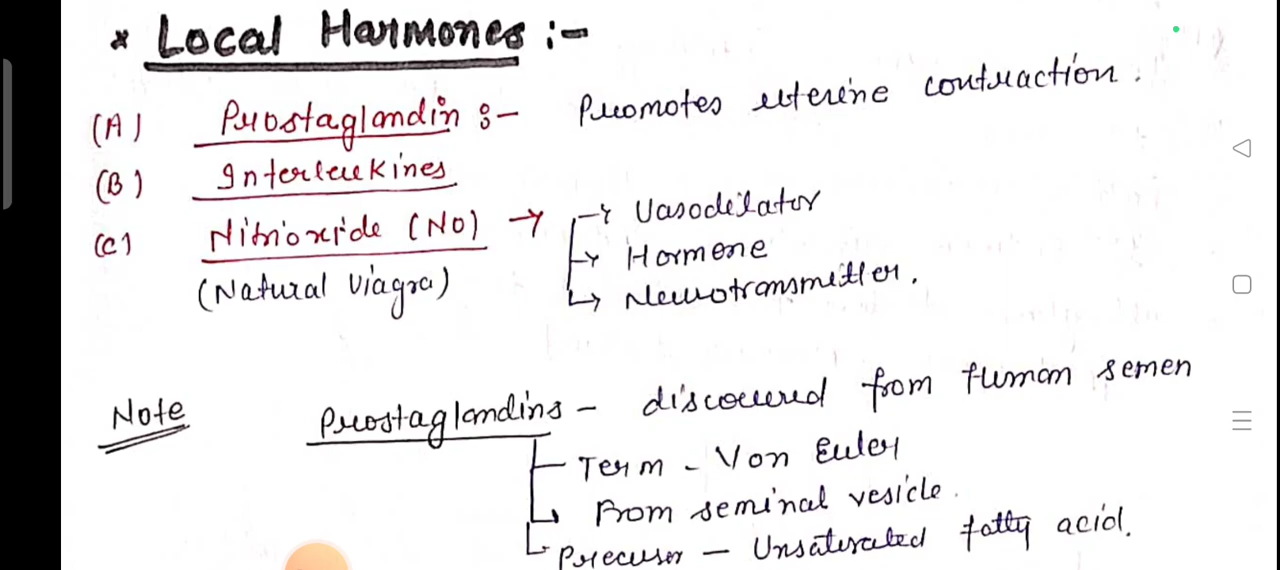 * Local Harmones :-
(A) Prostaglandin :- Promotes uterine contraction.
(B) Interleukines
(C) Nitrioxide (NO) → → Vasodilator
(Natural Viagra) → Hormone
→ Neurotransmitter.
Note Prostaglandins - discovered from human semen
Term - Von Euler
From seminal vesicle.
Precusor - Unsaturated fatty acid.